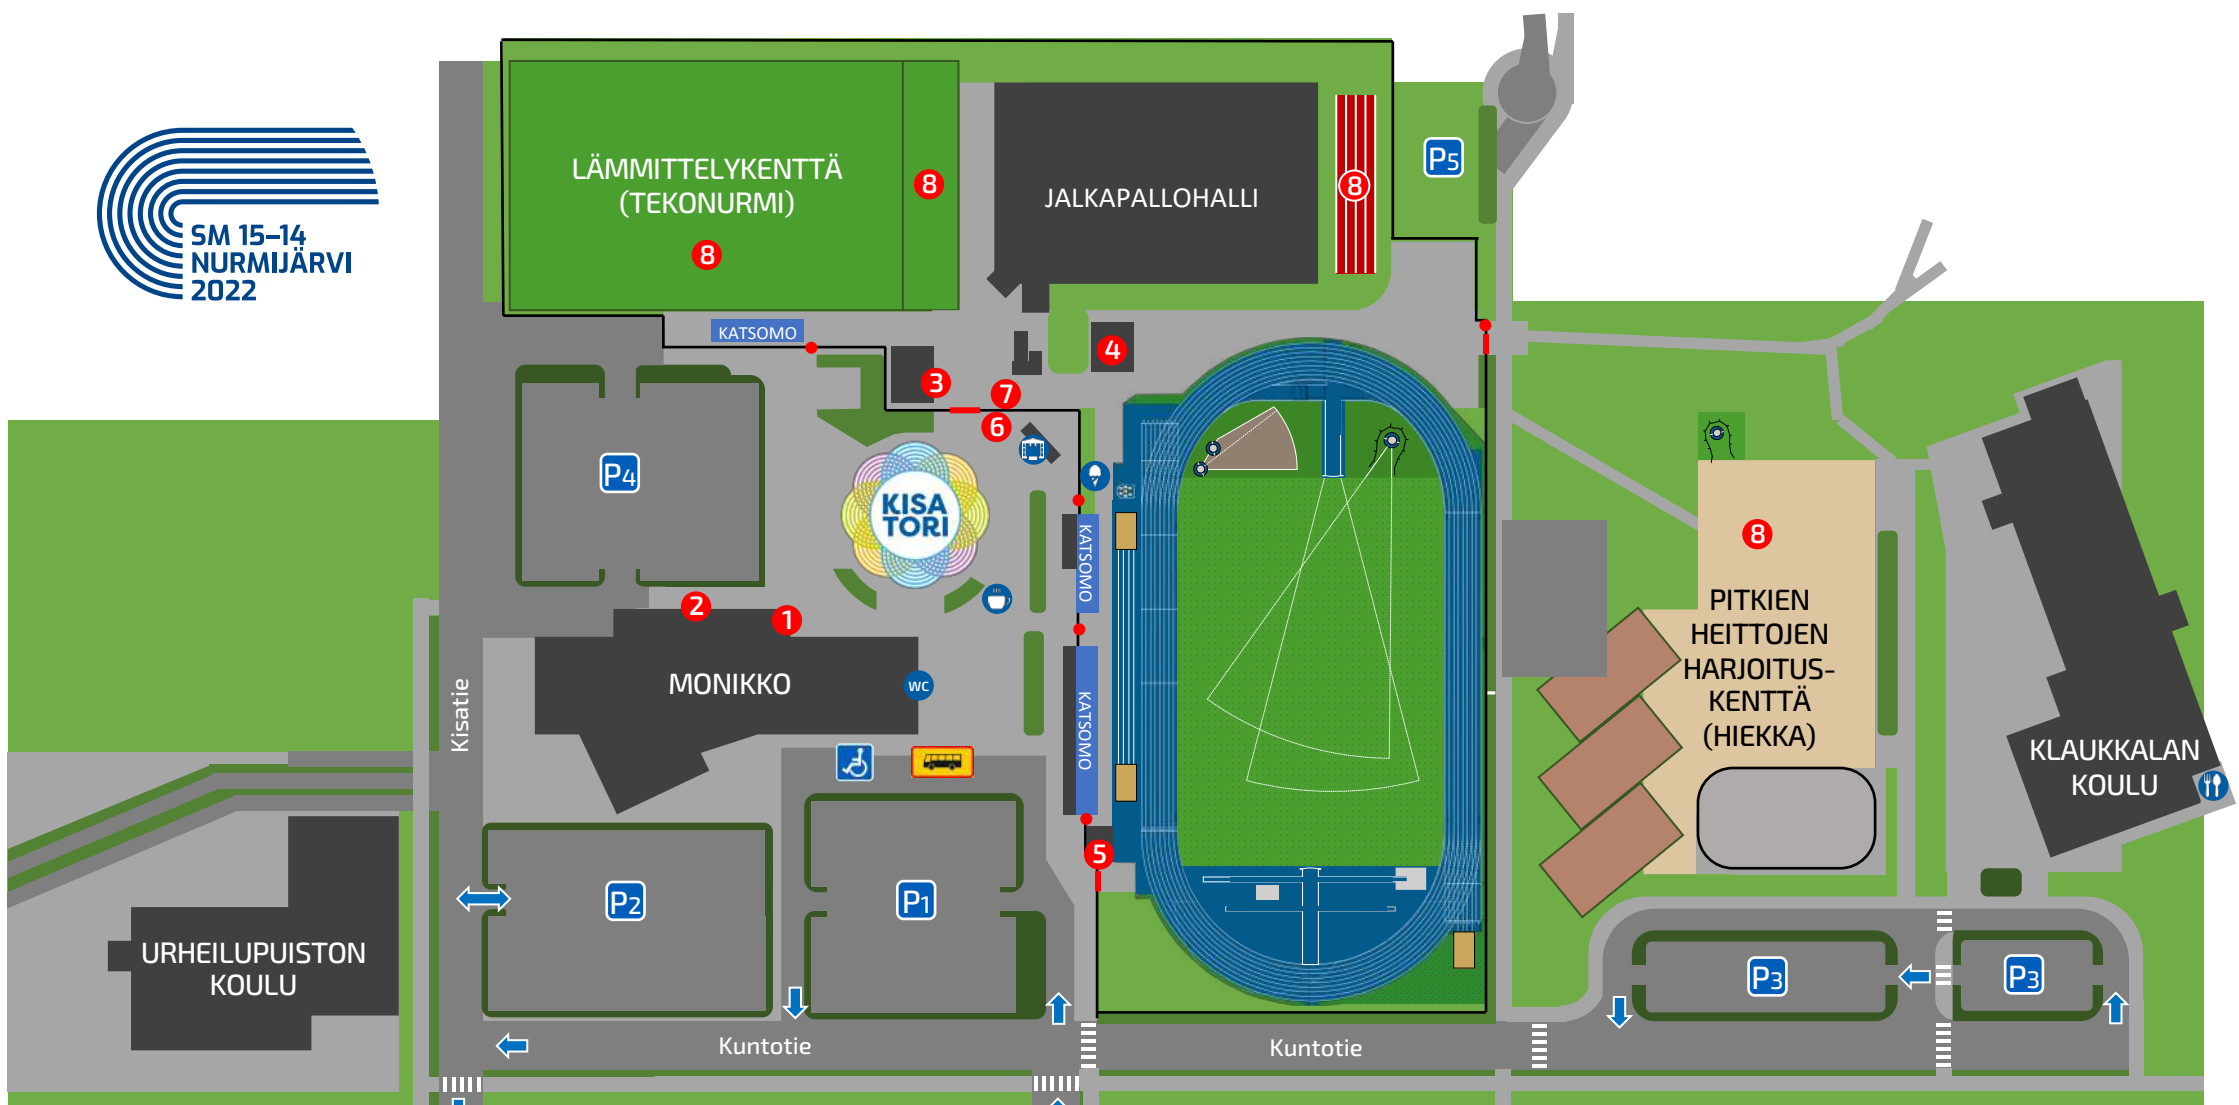 SM 15–14
NURMIJÄRVI
2022
LÄMMITTELYKENTTÄ
(TEKONURMI)
8
8
JALKAPALLOHALLI
8
P5
KATSOMO
3
4
7
6
P4
KISA
TORI
KATSOMO
2
1
MONIKKO
WC
KATSOMO
Kisatie
8
PITKIEN
HEITTOJEN
HARJOITUS-
KENTTÄ
(HIEKKA)
KLAUKKALAN
KOULU
5
P2
P1
URHEILUPUISTON
KOULU
P3
P3
Kuntotie
Kuntotie